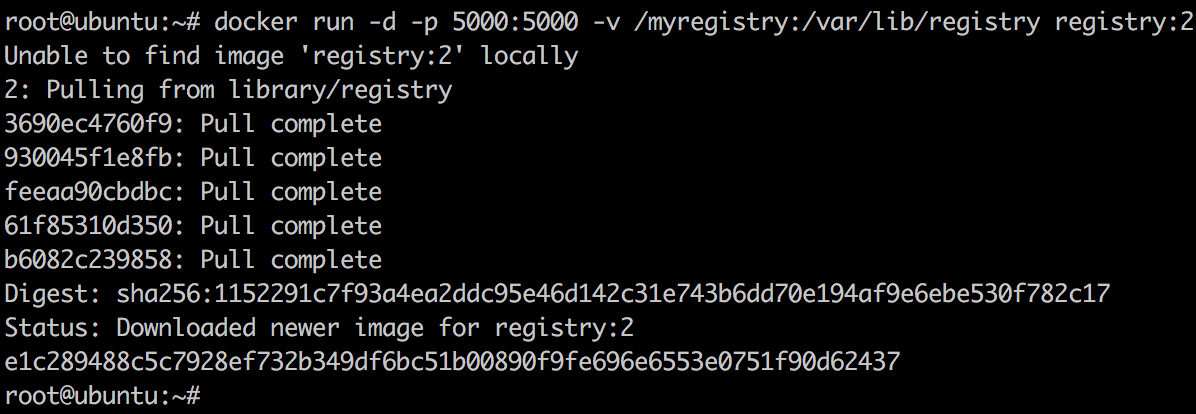 root@ubuntu:~# docker run -d -p 5000:5000 -v /myregistry:/var/lib/registry registry:2
Unable to find image 'registry:2' locally
2: Pulling from library/registry
3690ec4760f9: Pull complete
930045f1e8fb: Pull complete
feeaa90cbdbc: Pull complete
61f85310d350: Pull complete
b6082c239858: Pull complete
Digest: sha256:1152291c7f93a4ea2ddc95e46d142c31e743b6dd70e194af9e6ebe530f782c17
Status: Downloaded newer image for registry:2
e1c289488c5c7928ef732b349df6bc51b00890f9fe696e6553e0751f90d62437
root@ubuntu:~#